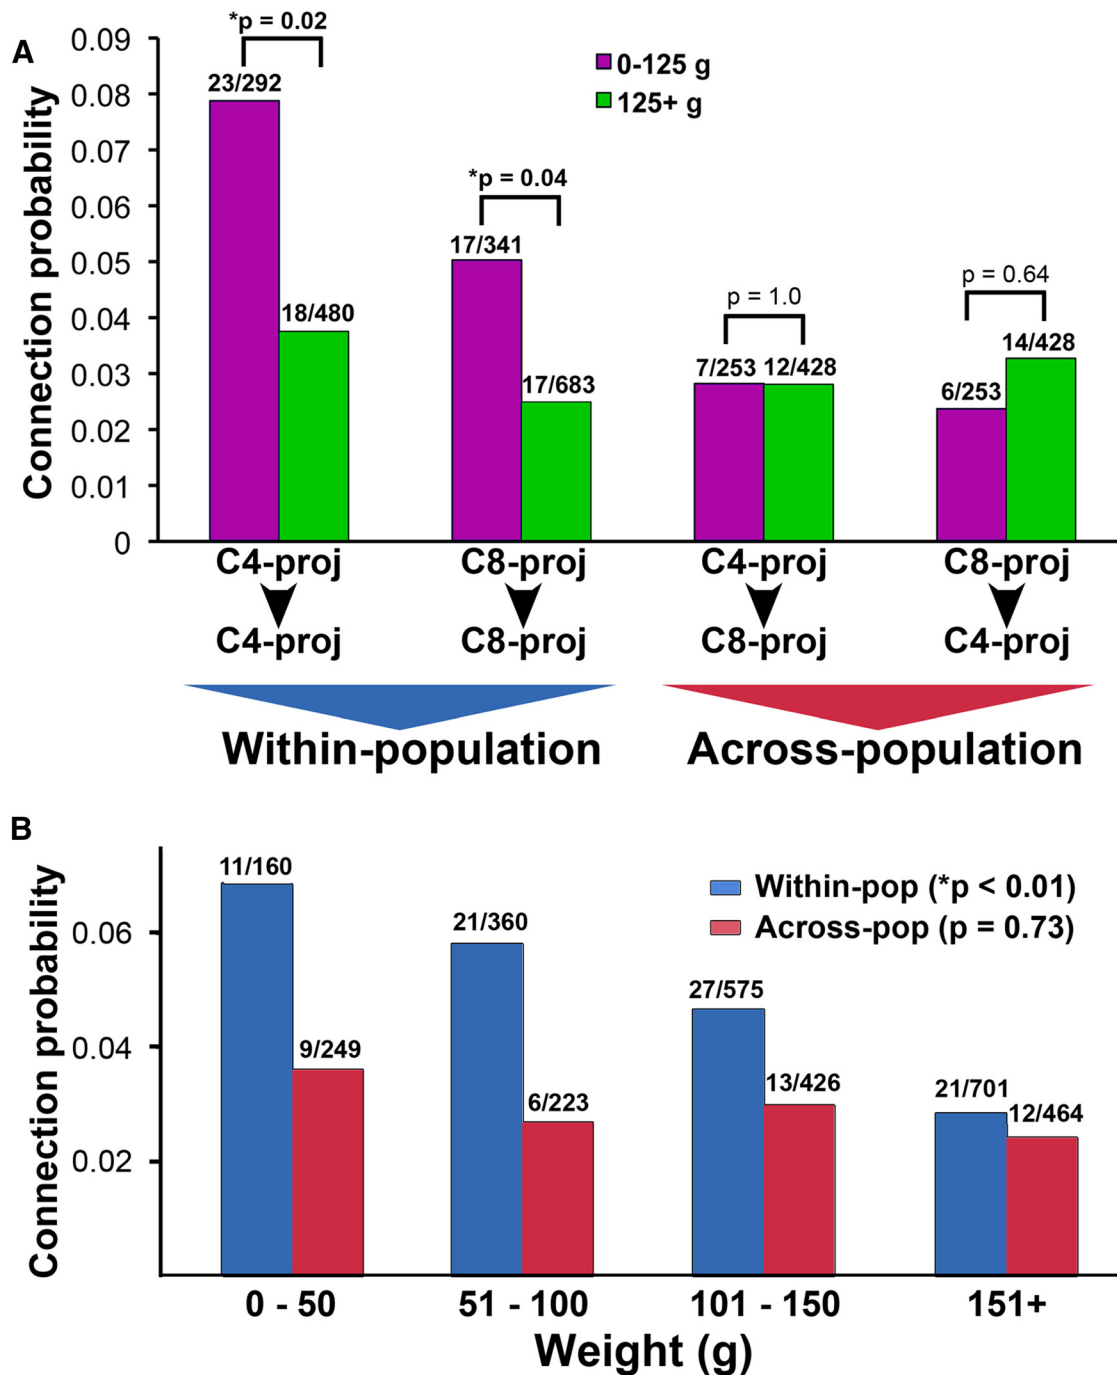 A
*p = 0.02
0-125 g
125+ g
Connection probability
0.09
0.08
0.07
0.06
0.05
0.04
0.03
0.02
0.01
0
23/292
18/480
*p = 0.04
17/341
17/683
p = 1.0
7/253
12/428
p = 0.64
6/253
14/428
C4-proj
C8-proj
C4-proj
C8-proj
C4-proj
C8-proj
C8-proj
C4-proj
Within-population
Across-population
B
Connection probability
0.06
0.04
0.02
Within-pop (*p < 0.01)
Across-pop (p = 0.73)
11/160
9/249
21/360
6/223
27/575
13/426
21/701
12/464
0 - 50
51 - 100
101 - 150
151+
Weight (g)